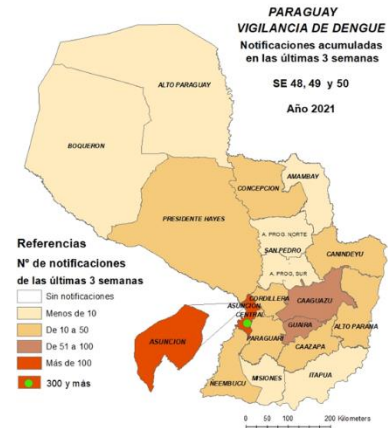 PARAGUAY
VIGILANCIA DE DENGUE
Notificaciones acumuladas
en las últimas 3 semanas
SE 48, 49 y 50
Año 2021
ALTO PARAGUAY
BOQUERON
AMAMBAY
CONCEPCION
PRESIDENTE HAYES
A. PROG. NORTE
SAN PEDRO
A. PROG. SUR
CANINDEYU
ASUNCION
CORDILLERA
CENTRAL
CAAGUAZU
GUAIRA
ALTO PARANA
PARAGUARI
CAAZAPA
ASUNCION
ÑEEMBUCU
MISIONES
ITAPUA
Referencias
Nº de notificaciones
de las últimas 3 semanas
Sin notificaciones
Menos de 10
De 10 a 50
De 51 a 100
Más de 100
300 y más
0 50 100 200 Kilometers